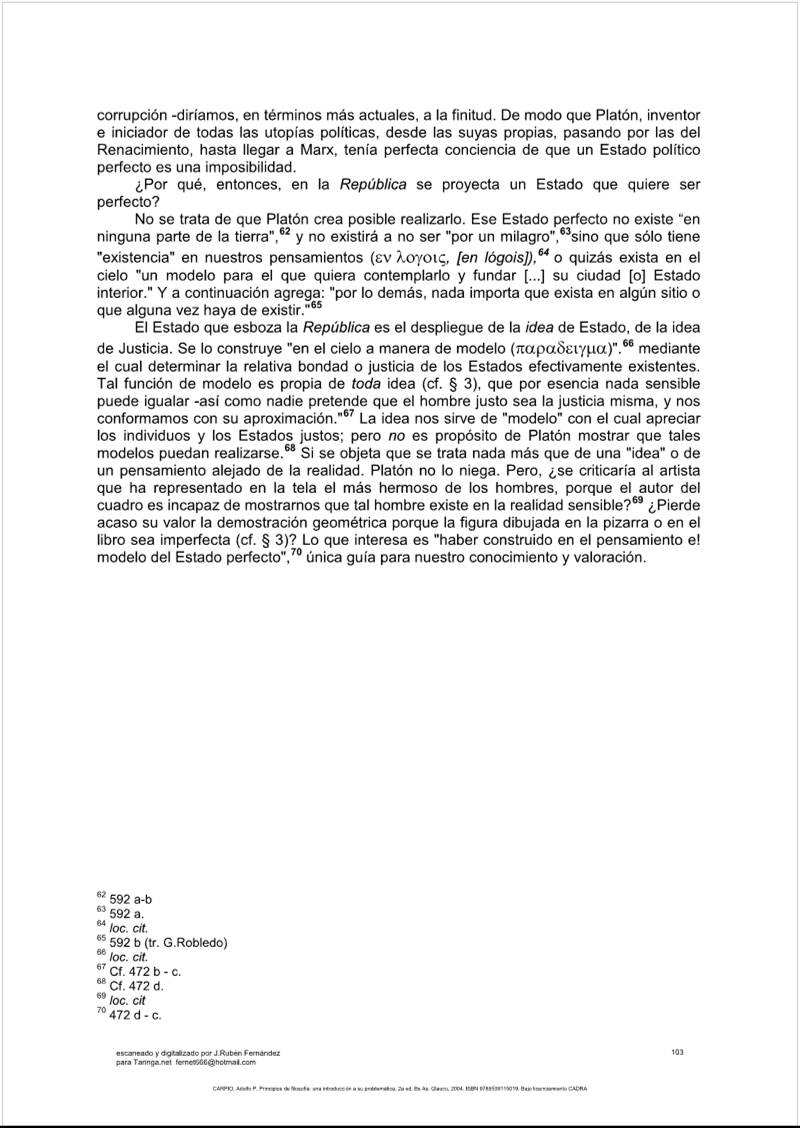 corrupción -diríamos, en términos más actuales, a la finitud. De modo que Platón, inventor
e iniciador de todas las utopías políticas, desde las suyas propias, pasando por las del
Renacimiento, hasta llegar a Marx, tenía perfecta conciencia de que un Estado político
perfecto es una imposibilidad.
¿Por qué, entonces, en la República se proyecta un Estado que quiere ser
perfecto?
No se trata de que Platón crea posible realizarlo. Ese Estado perfecto no existe “en
ninguna parte de la tierra",62 y no existirá a no ser "por un milagro",63sino que sólo tiene
"existencia" en nuestros pensamientos (εν λογοις, [en lógois]),64 o quizás exista en el
cielo "un modelo para el que quiera contemplarlo y fundar [...] su ciudad [o] Estado
interior." Y a continuación agrega: "por lo demás, nada importa que exista en algún sitio o
que alguna vez haya de existir."65
El Estado que esboza la República es el despliegue de la idea de Estado, de la idea
de Justicia. Se lo construye "en el cielo a manera de modelo (παραδειγμα)".66 mediante
el cual determinar la relativa bondad o justicia de los Estados efectivamente existentes.
Tal función de modelo es propia de toda idea (cf. § 3), que por esencia nada sensible
puede igualar -así como nadie pretende que el hombre justo sea la justicia misma, y nos
conformamos con su aproximación."67 La idea nos sirve de "modelo" con el cual apreciar
los individuos y los Estados justos; pero no es propósito de Platón mostrar que tales
modelos puedan realizarse.68 Si se objeta que se trata nada más que de una "idea" o de
un pensamiento alejado de la realidad. Platón no lo niega. Pero, ¿se criticaría al artista
que ha representado en la tela el más hermoso de los hombres, porque el autor del
cuadro es incapaz de mostrarnos que tal hombre existe en la realidad sensible?69 ¿Pierde
acaso su valor la demostración geométrica porque la figura dibujada en la pizarra o en el
libro sea imperfecta (cf. § 3)? Lo que interesa es "haber construido en el pensamiento e!
modelo del Estado perfecto",70 única guía para nuestro conocimiento y valoración.
62 592 a-b
63 592 a.
64 loc. cit.
65 592 b (tr. G.Robledo)
66 loc. cit.
67 Cf. 472 b - c.
68 Cf. 472 d.
69 loc. cit
70 472 d - c.
escaneado y digitalizado por J.Rubén Fernández
103
para Taringa.net fernet666@hotmail.com
CARPIO, Adolfo P. Principios de filosofía: una introducción a su problemática, 2a ed. Bs As: Glauco, 2004. ISBN 9789509115019. Bajo licenciamiento CADRA